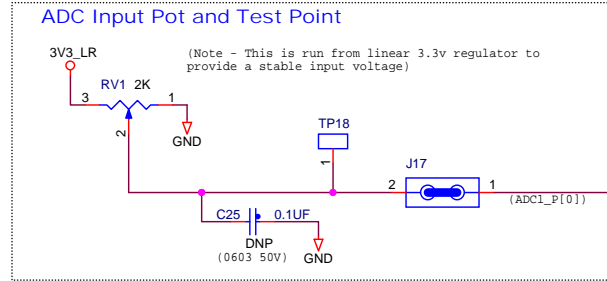 ADC Input Pot and Test Point
3V3_LR
(Note - This is run from linear 3.3v regulator to
provide a stable input voltage)
RV1 2K
3
1
2
GND
TP18
1
J17
2
1
(ADC1_P[0])
C25
0.1UF
DNP
(0603 50V)
GND